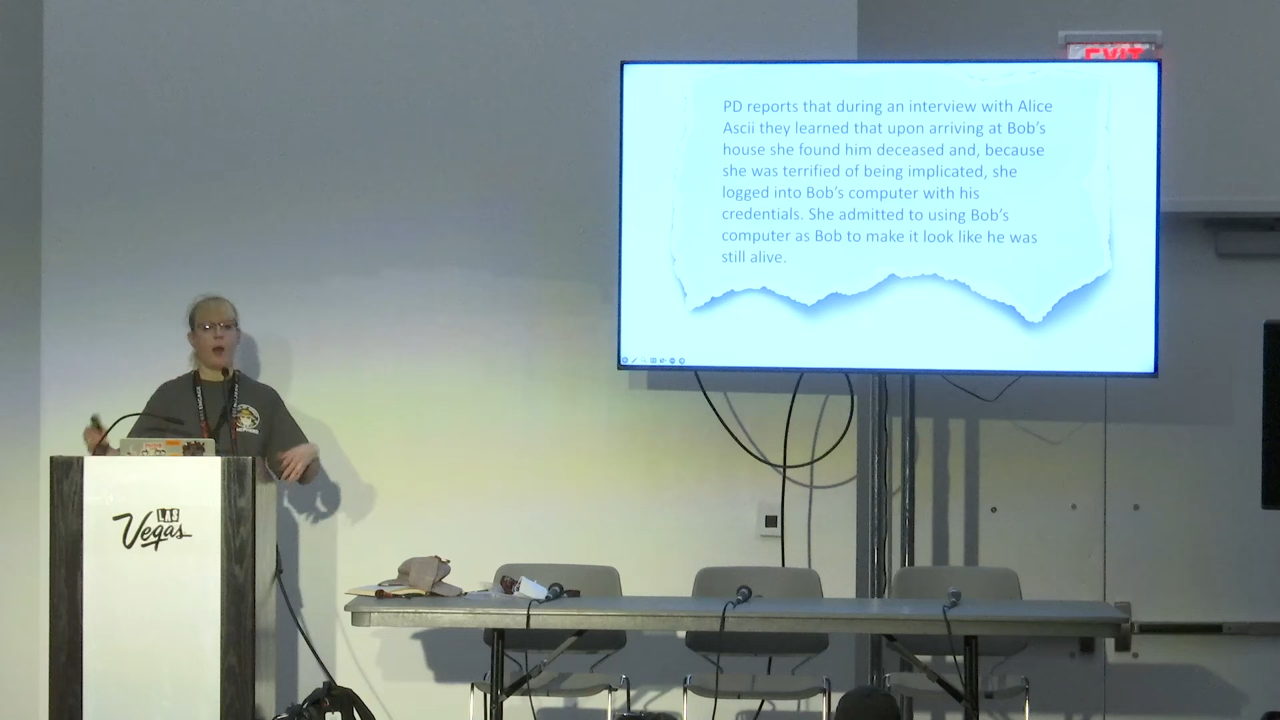 EXIT
PD reports that during an interview with Alice
Ascii they learned that upon arriving at Bob's
house she found him deceased and, because
she was terrified of being implicated, she
logged into Bob's computer with his
credentials. She admitted to using Bob's
computer as Bob to make it look like he was
still alive.
LAS
Vegas